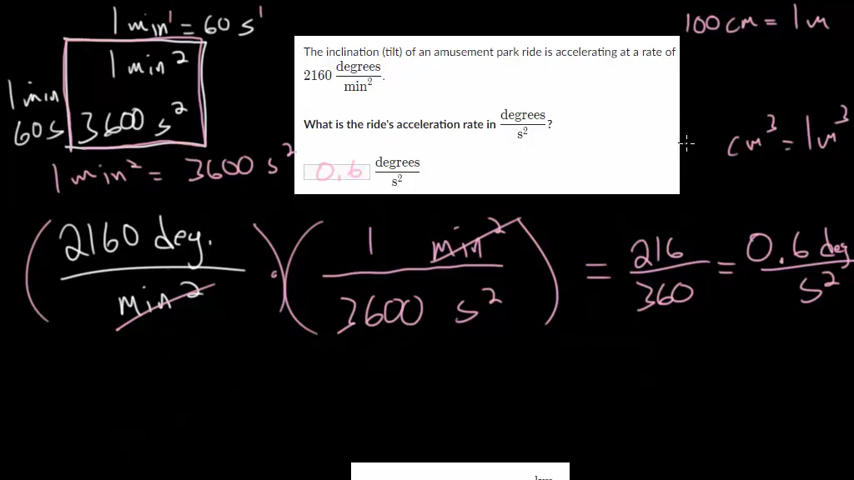 1 min¹ = 60 s¹
1 min²
1 min
60 s
3600 s²
1 min² = 3600 s²
The inclination (tilt) of an amusement park ride is accelerating at a rate of
2160 degrees/min².
What is the ride's acceleration rate in degrees/s²?
0.6 degrees/s²
100 cm = 1 m
cm³ = 1 m³
(2160 deg./min²) · (1 min²/3600 s²) = 216/360 = 0.6 deg/s²